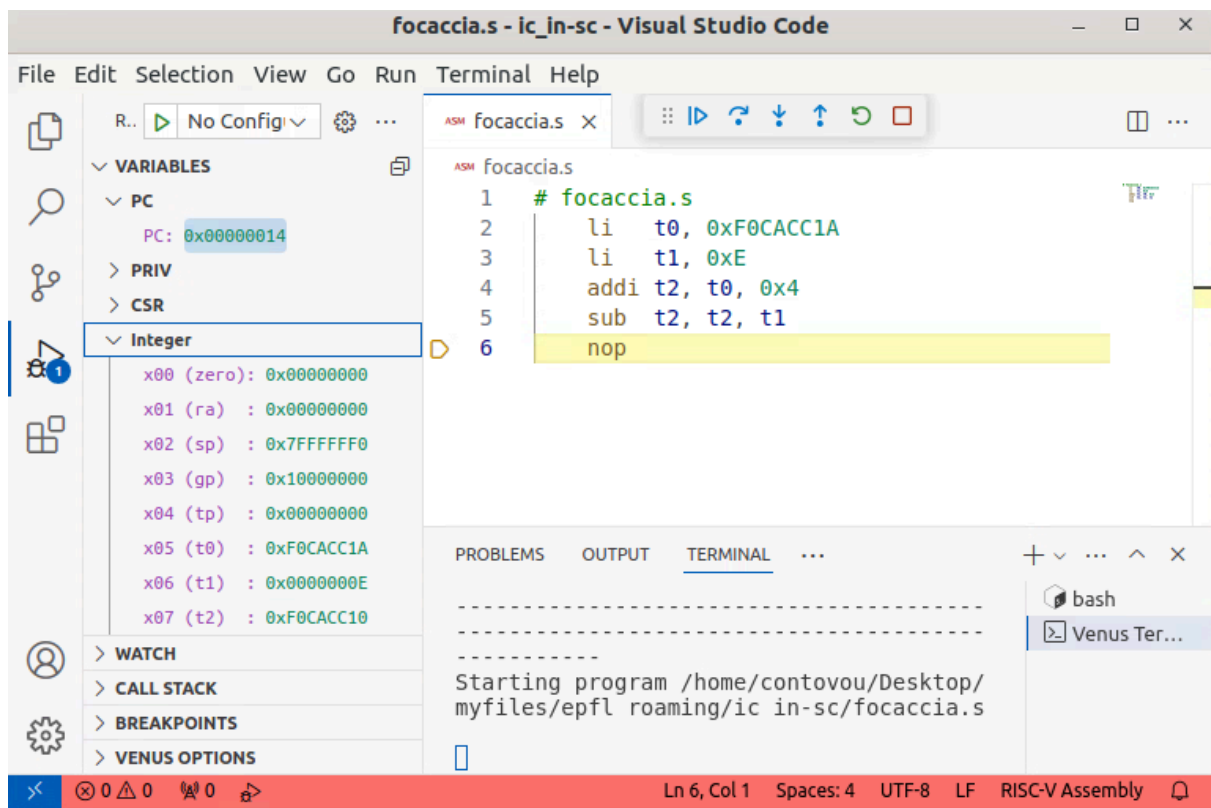 focaccia.s - ic_in-sc - Visual Studio Code
File Edit Selection View Go Run Terminal Help
R.. No Config
VARIABLES
PC
PC: 0x00000014
PRIV
CSR
Integer
x00 (zero): 0x00000000
x01 (ra) : 0x00000000
x02 (sp) : 0x7FFFFFF0
x03 (gp) : 0x10000000
x04 (tp) : 0x00000000
x05 (t0) : 0xF0CACC1A
x06 (t1) : 0x0000000E
x07 (t2) : 0xF0CACC10
WATCH
CALL STACK
BREAKPOINTS
VENUS OPTIONS
1
ASM focaccia.s
ASM focaccia.s
1 # focaccia.s
2 li t0, 0xF0CACC1A
3 li t1, 0xE
4 addi t2, t0, 0x4
5 sub t2, t2, t1
6 nop
PROBLEMS OUTPUT TERMINAL ...
----------------------------------------
----------------------------------------
-----------
Starting program /home/contovou/Desktop/
myfiles/epfl roaming/ic in-sc/focaccia.s
bash
Venus Ter...
0 0 0 Ln 6, Col 1 Spaces: 4 UTF-8 LF RISC-V Assembly